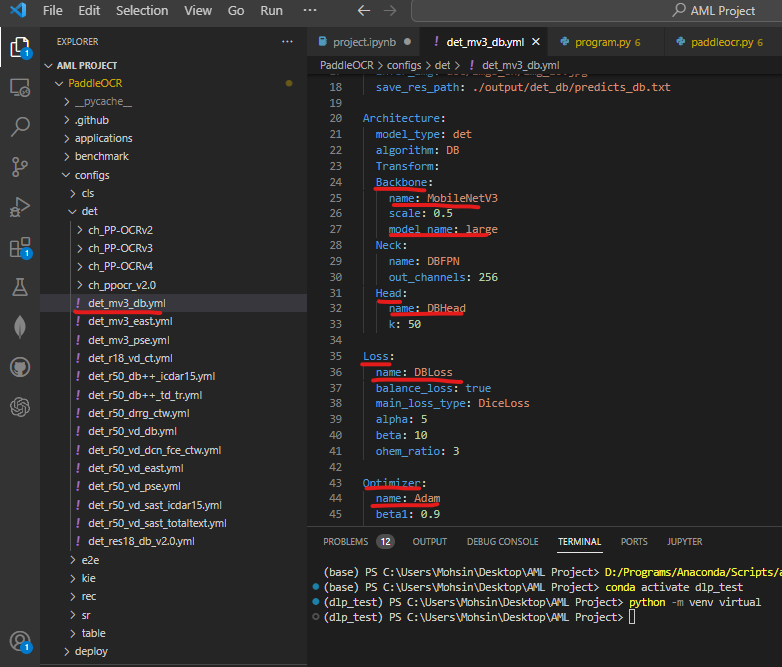 File Edit Selection View Go Run ··· ← → AML Project
EXPLORER ···
AML PROJECT
PaddleOCR
__pycache__
.github
applications
benchmark
configs
cls
det
ch_PP-OCRv2
ch_PP-OCRv3
ch_PP-OCRv4
ch_ppocr_v2.0
! det_mv3_db.yml
! det_mv3_east.yml
! det_mv3_pse.yml
! det_r18_vd_ct.yml
! det_r50_db++_icdar15.yml
! det_r50_db++_td_tr.yml
! det_r50_drrg_ctw.yml
! det_r50_vd_db.yml
! det_r50_vd_dcn_fce_ctw.yml
! det_r50_vd_east.yml
! det_r50_vd_pse.yml
! det_r50_vd_sast_icdar15.yml
! det_r50_vd_sast_totaltext.yml
! det_res18_db_v2.0.yml
e2e
kie
rec
sr
table
deploy
1
1
1
project.ipynb ● ! det_mv3_db.yml × program.py 6 paddleocr.py 6
PaddleOCR > configs > det > ! det_mv3_db.yml
18 save_res_path: ./output/det_db/predicts_db.txt
19
20 Architecture:
21 model_type: det
22 algorithm: DB
23 Transform:
24 Backbone:
25 name: MobileNetV3
26 scale: 0.5
27 model_name: large
28 Neck:
29 name: DBFPN
30 out_channels: 256
31 Head:
32 name: DBHead
33 k: 50
34
35 Loss:
36 name: DBLoss
37 balance_loss: true
38 main_loss_type: DiceLoss
39 alpha: 5
40 beta: 10
41 ohem_ratio: 3
42
43 Optimizer:
44 name: Adam
45 beta1: 0.9
PROBLEMS 12 OUTPUT DEBUG CONSOLE TERMINAL PORTS JUPYTER
(base) PS C:\Users\Mohsin\Desktop\AML Project> D:/Programs/Anaconda/Scripts/a
(base) PS C:\Users\Mohsin\Desktop\AML Project> conda activate dlp_test
(dlp_test) PS C:\Users\Mohsin\Desktop\AML Project> python -m venv virtual
(dlp_test) PS C:\Users\Mohsin\Desktop\AML Project>